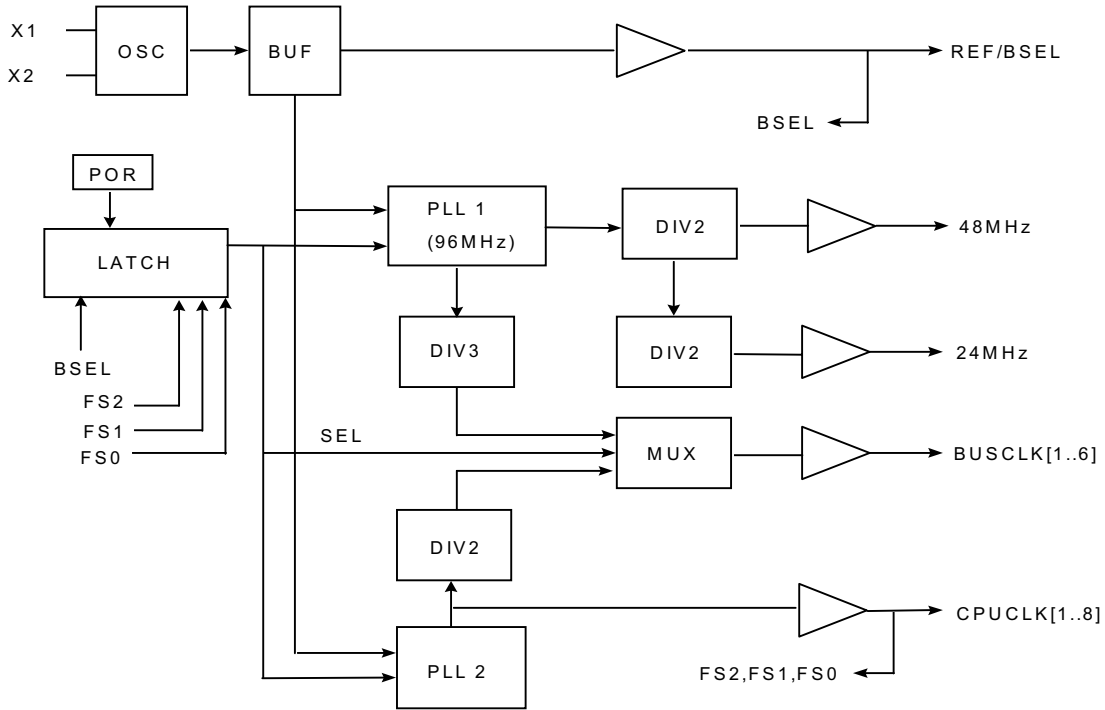 X1
X2
OSC
BUF
REF/BSEL
BSEL
POR
LATCH
PLL 1
(96MHz)
DIV2
48MHz
BSEL
FS2
FS1
FS0
DIV3
DIV2
24MHz
SEL
MUX
BUSCLK[1..6]
DIV2
PLL 2
CPUCLK[1..8]
FS2,FS1,FS0